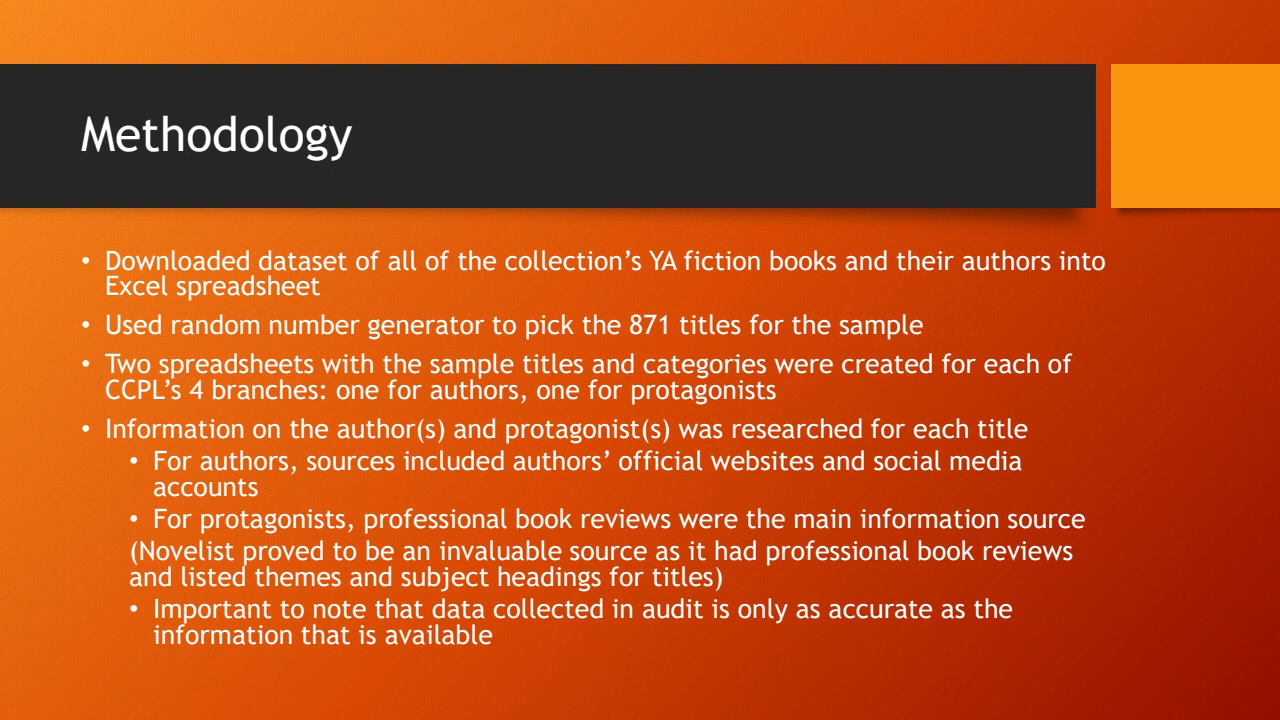 Methodology
• Downloaded dataset of all of the collection’s YA fiction books and their authors into
Excel spreadsheet
• Used random number generator to pick the 871 titles for the sample
• Two spreadsheets with the sample titles and categories were created for each of
CCPL’s 4 branches: one for authors, one for protagonists
• Information on the author(s) and protagonist(s) was researched for each title
• For authors, sources included authors’ official websites and social media
accounts
• For protagonists, professional book reviews were the main information source
(Novelist proved to be an invaluable source as it had professional book reviews
and listed themes and subject headings for titles)
• Important to note that data collected in audit is only as accurate as the
information that is available